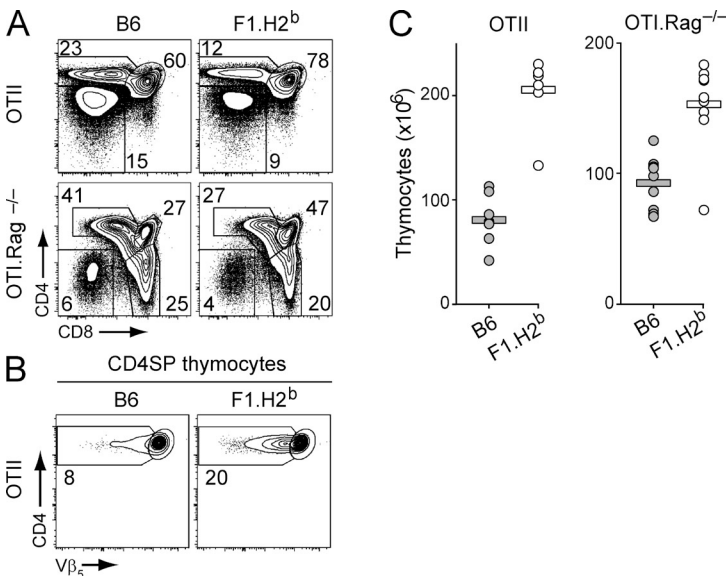 A
B6
F1.H2ᵇ
OTII
23
60
15
12
78
9
OTI.Rag ⁻/⁻
41
27
6
25
27
47
4
20
CD4
CD8
B
CD4SP thymocytes
B6
F1.H2ᵇ
OTII
8
20
CD4
Vβ₅
C
OTII
OTI.Rag⁻/⁻
Thymocytes (x10⁶)
200
100
0
B6
F1.H2ᵇ
200
100
0
B6
F1.H2ᵇ